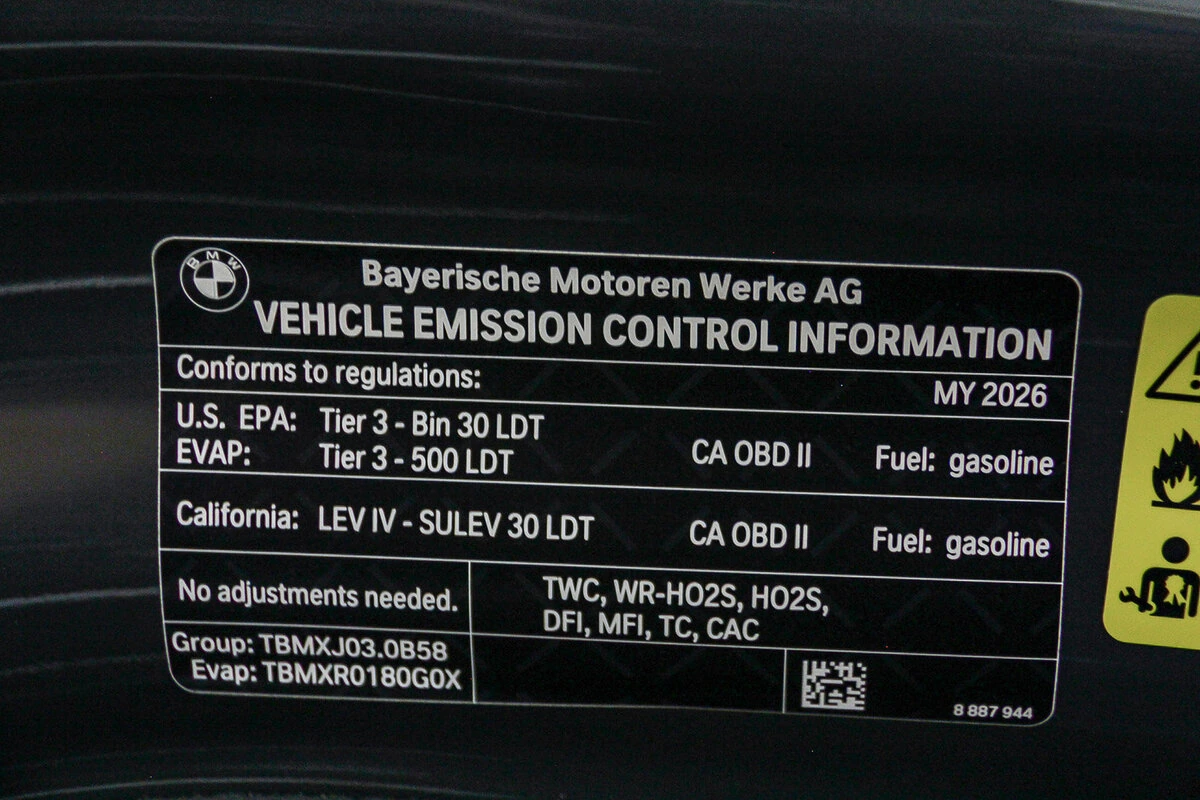 BMW
Bayerische Motoren Werke AG
VEHICLE EMISSION CONTROL INFORMATION
Conforms to regulations:
MY 2026
U.S. EPA: Tier 3 - Bin 30 LDT
EVAP: Tier 3 - 500 LDT
CA OBD II
Fuel: gasoline
California: LEV IV - SULEV 30 LDT
CA OBD II
Fuel: gasoline
No adjustments needed.
TWC, WR-HO2S, HO2S,
DFI, MFI, TC, CAC
Group: TBMXJ03.0B58
Evap: TBMXR0180G0X
8 887 944